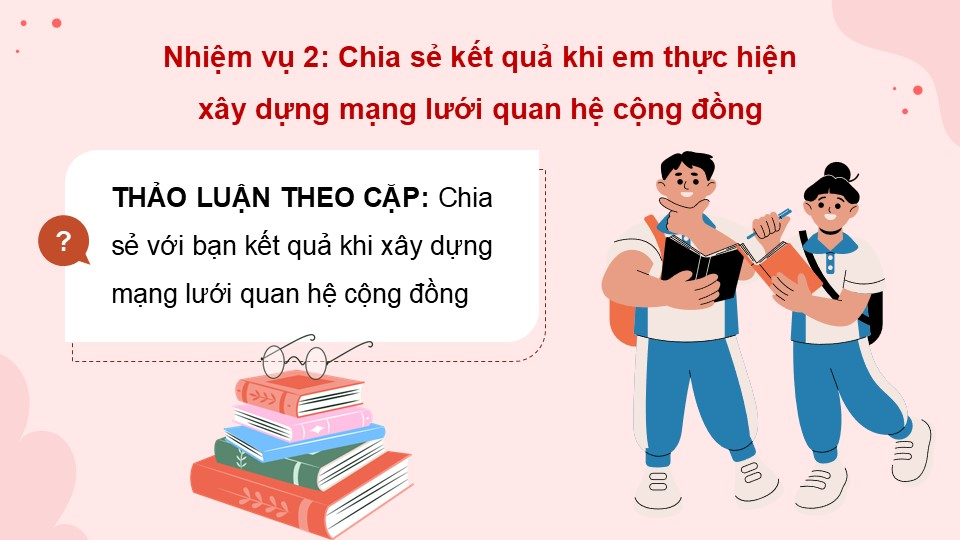 Nhiệm vụ 2: Chia sẻ kết quả khi em thực hiện
xây dựng mạng lưới quan hệ cộng đồng
THẢO LUẬN THEO CẶP: Chia
sẻ với bạn kết quả khi xây dựng
mạng lưới quan hệ cộng đồng
?